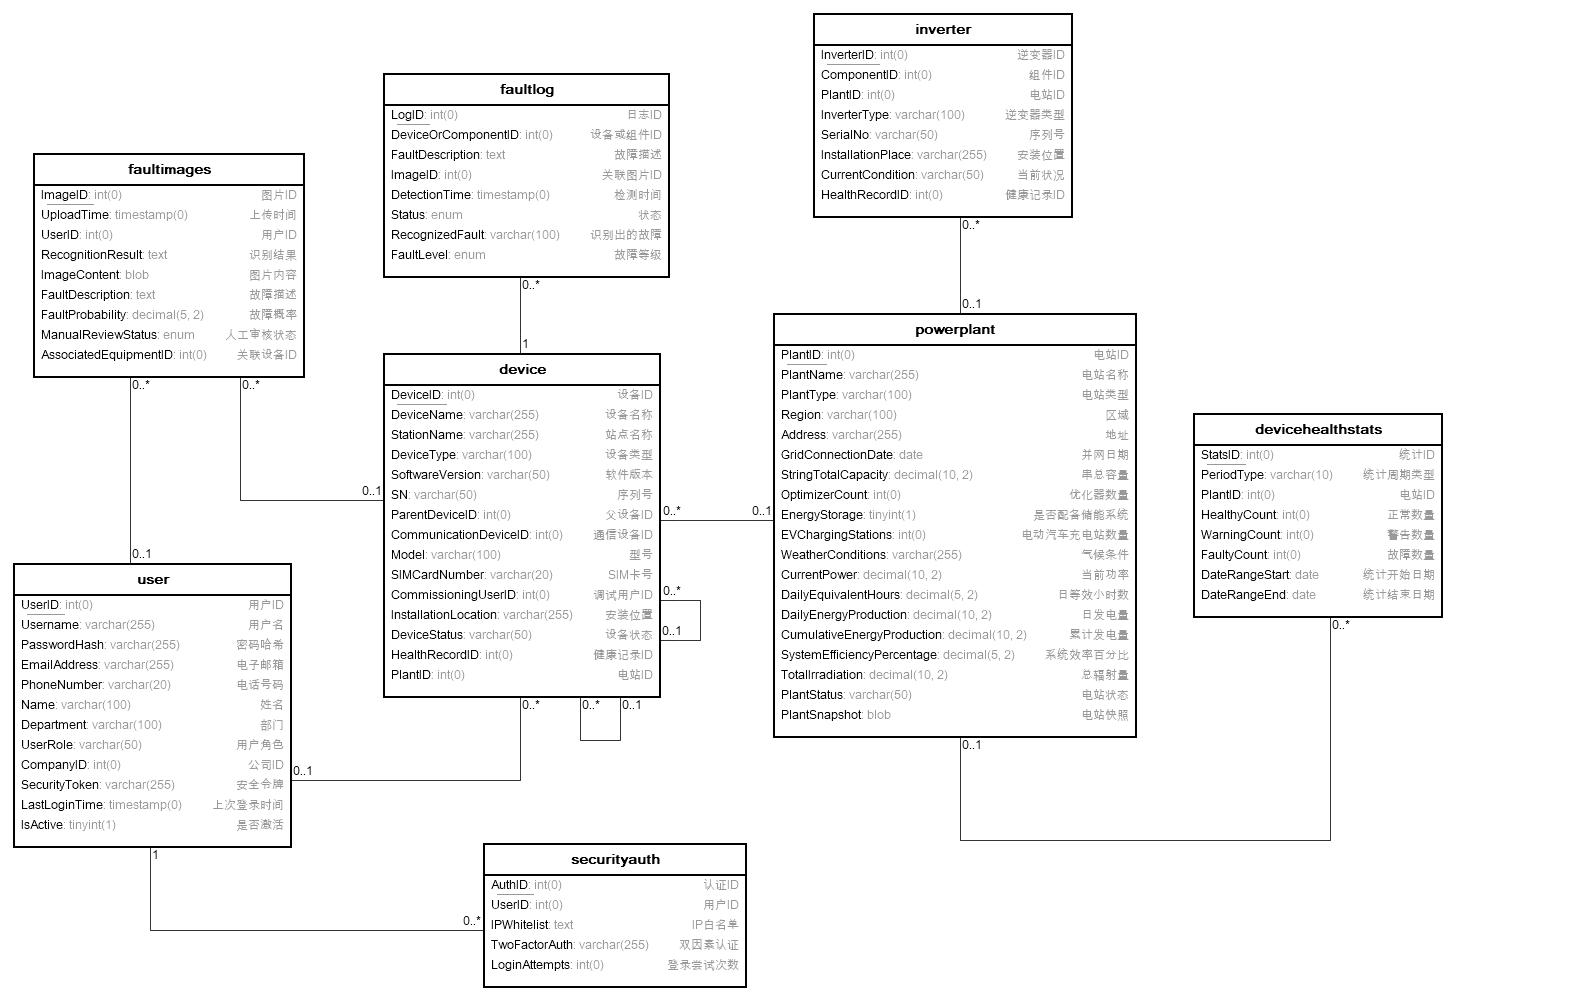 inverter
InverterID: int(0) 逆变器ID
ComponentID: int(0) 组件ID
PlantID: int(0) 电站ID
InverterType: varchar(100) 逆变器类型
SerialNo: varchar(50) 序列号
InstallationPlace: varchar(255) 安装位置
CurrentCondition: varchar(50) 当前状况
HealthRecordID: int(0) 健康记录ID
0..*
0..1
faultlog
LogID: int(0) 日志ID
DeviceOrComponentID: int(0) 设备或组件ID
FaultDescription: text 故障描述
ImageID: int(0) 关联图片ID
DetectionTime: timestamp(0) 检测时间
Status: enum 状态
RecognizedFault: varchar(100) 识别出的故障
FaultLevel: enum 故障等级
0..*
1
faultimages
ImageID: int(0) 图片ID
UploadTime: timestamp(0) 上传时间
UserID: int(0) 用户ID
RecognitionResult: text 识别结果
ImageContent: blob 图片内容
FaultDescription: text 故障描述
FaultProbability: decimal(5, 2) 故障概率
ManualReviewStatus: enum 人工审核状态
AssociatedEquipmentID: int(0) 关联设备ID
0..*
0..*
0..1
0..1
device
DeviceID: int(0) 设备ID
DeviceName: varchar(255) 设备名称
StationName: varchar(255) 站点名称
DeviceType: varchar(100) 设备类型
SoftwareVersion: varchar(50) 软件版本
SN: varchar(50) 序列号
ParentDeviceID: int(0) 父设备ID
CommunicationDeviceID: int(0) 通信设备ID
Model: varchar(100) 型号
SIMCardNumber: varchar(20) SIM卡号
CommissioningUserID: int(0) 调试用户ID
InstallationLocation: varchar(255) 安装位置
DeviceStatus: varchar(50) 设备状态
HealthRecordID: int(0) 健康记录ID
PlantID: int(0) 电站ID
0..*
0..1
0..*
0..1
0..*
0..*
0..1
powerplant
PlantID: int(0) 电站ID
PlantName: varchar(255) 电站名称
PlantType: varchar(100) 电站类型
Region: varchar(100) 区域
Address: varchar(255) 地址
GridConnectionDate: date 并网日期
StringTotalCapacity: decimal(10, 2) 串总容量
OptimizerCount: int(0) 优化器数量
EnergyStorage: tinyint(1) 是否配备储能系统
EVChargingStations: int(0) 电动汽车充电站数量
WeatherConditions: varchar(255) 气候条件
CurrentPower: decimal(10, 2) 当前功率
DailyEquivalentHours: decimal(5, 2) 日等效小时数
DailyEnergyProduction: decimal(10, 2) 日发电量
CumulativeEnergyProduction: decimal(10, 2) 累计发电量
SystemEfficiencyPercentage: decimal(5, 2) 系统效率百分比
TotalIrradiation: decimal(10, 2) 总辐射量
PlantStatus: varchar(50) 电站状态
PlantSnapshot: blob 电站快照
0..1
devicehealthstats
StatsID: int(0) 统计ID
PeriodType: varchar(10) 统计周期类型
PlantID: int(0) 电站ID
HealthyCount: int(0) 正常数量
WarningCount: int(0) 警告数量
FaultyCount: int(0) 故障数量
DateRangeStart: date 统计开始日期
DateRangeEnd: date 统计结束日期
0..*
user
UserID: int(0) 用户ID
Username: varchar(255) 用户名
PasswordHash: varchar(255) 密码哈希
EmailAddress: varchar(255) 电子邮箱
PhoneNumber: varchar(20) 电话号码
Name: varchar(100) 姓名
Department: varchar(100) 部门
UserRole: varchar(50) 用户角色
CompanyID: int(0) 公司ID
SecurityToken: varchar(255) 安全令牌
LastLoginTime: timestamp(0) 上次登录时间
IsActive: tinyint(1) 是否激活
0..1
1
0..*
securityauth
AuthID: int(0) 认证ID
UserID: int(0) 用户ID
IPWhitelist: text IP白名单
TwoFactorAuth: varchar(255) 双因素认证
LoginAttempts: int(0) 登录尝试次数